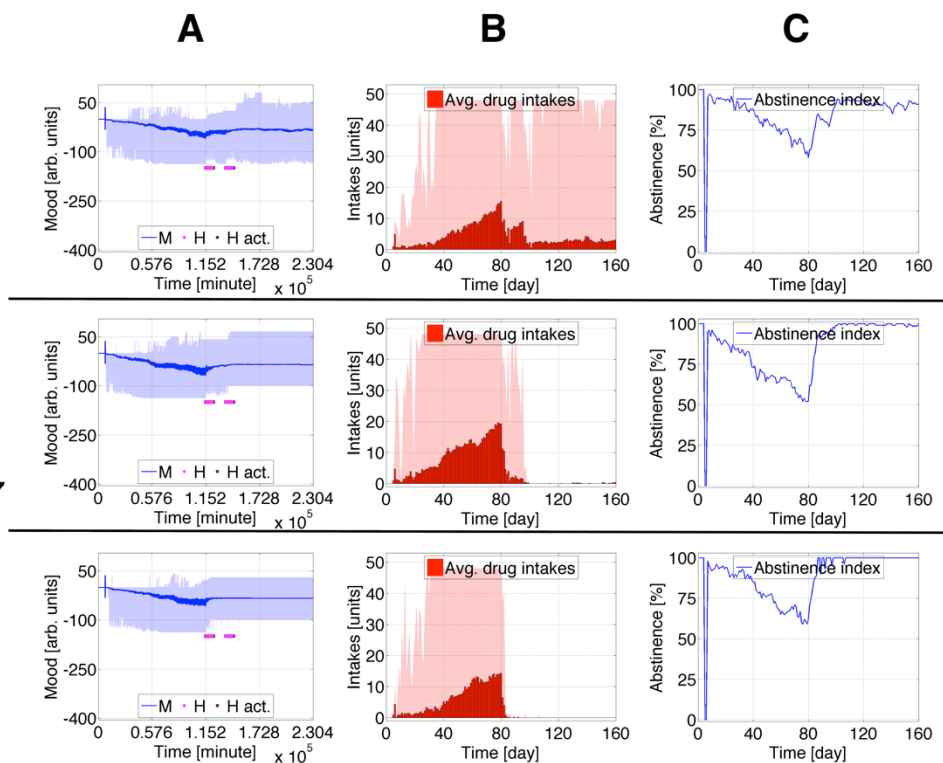 A B C
50
-100
-250
-400
Mood [arb. units]
M H H act.
0 0.576 1.152 1.728 2.304
Time [minute] x 10^5
50
40
30
20
10
0
Intakes [units]
Avg. drug intakes
0 40 80 120 160
Time [day]
100
75
50
25
0
Abstinence [%]
Abstinence index
0 40 80 120 160
Time [day]
50
-100
-250
-400
Mood [arb. units]
M H H act.
0 0.576 1.152 1.728 2.304
Time [minute] x 10^5
50
40
30
20
10
0
Intakes [units]
Avg. drug intakes
0 40 80 120 160
Time [day]
100
75
50
25
0
Abstinence [%]
Abstinence index
0 40 80 120 160
Time [day]
50
-100
-250
-400
Mood [arb. units]
M H H act.
0 0.576 1.152 1.728 2.304
Time [minute] x 10^5
50
40
30
20
10
0
Intakes [units]
Avg. drug intakes
0 40 80 120 160
Time [day]
100
75
50
25
0
Abstinence [%]
Abstinence index
0 40 80 120 160
Time [day]